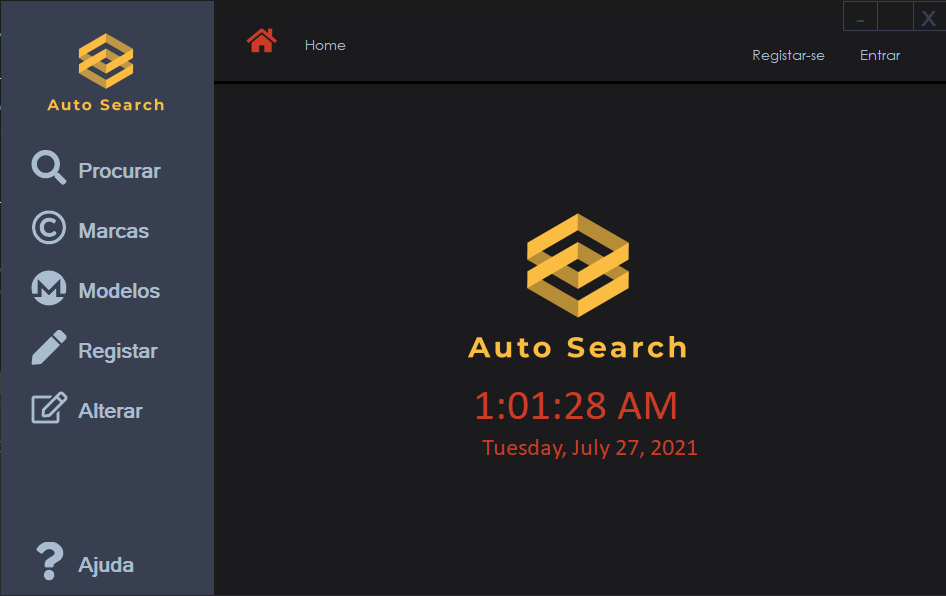 Auto Search
Procurar
Marcas
Modelos
Registar
Alterar
Ajuda
Home
- X
Registar-se Entrar
Auto Search
1:01:28 AM
Tuesday, July 27, 2021